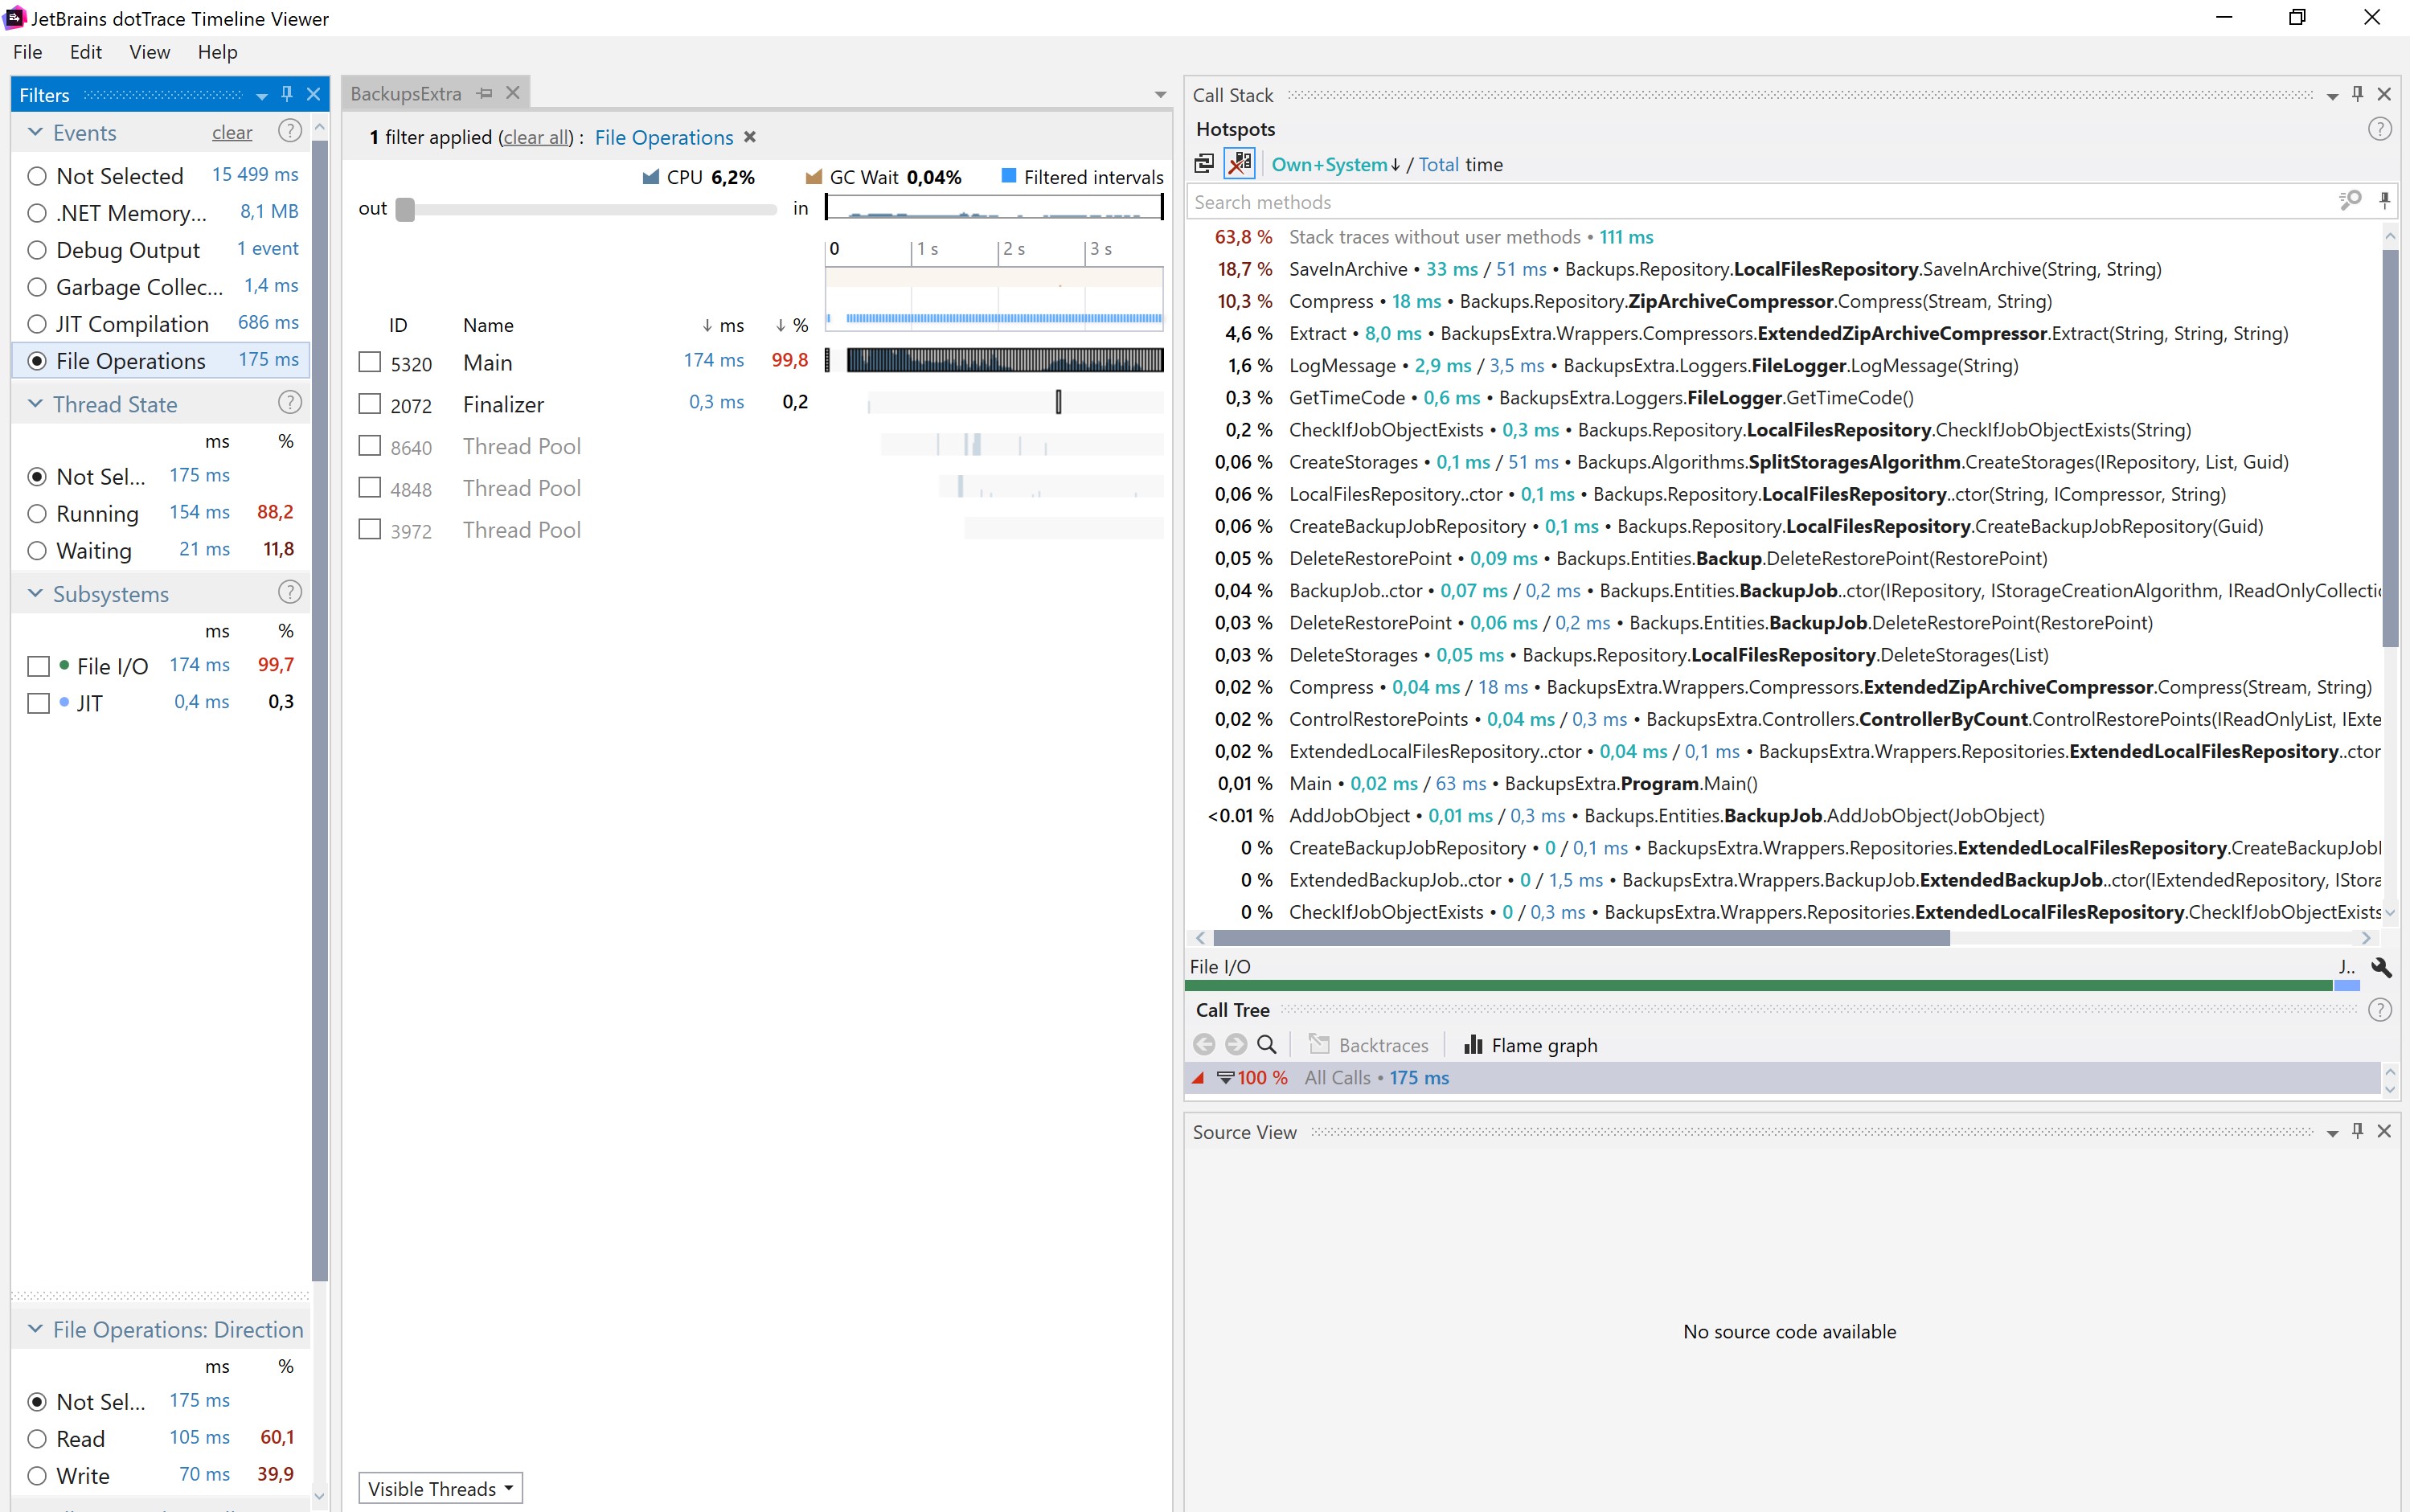 JetBrains dotTrace Timeline Viewer
File Edit View Help
Filters
Events clear ?
Not Selected 15 499 ms
.NET Memory... 8,1 MB
Debug Output 1 event
Garbage Collec... 1,4 ms
JIT Compilation 686 ms
File Operations 175 ms
Thread State ?
ms %
Not Sel... 175 ms
Running 154 ms 88,2
Waiting 21 ms 11,8
Subsystems ?
ms %
File I/O 174 ms 99,7
JIT 0,4 ms 0,3
File Operations: Direction
ms %
Not Sel... 175 ms
Read 105 ms 60,1
Write 70 ms 39,9
BackupsExtra
1 filter applied (clear all) : File Operations
CPU 6,2% GC Wait 0,04% Filtered intervals
out in
0 1 s 2 s 3 s
ID Name ↓ ms ↓ %
5320 Main 174 ms 99,8
2072 Finalizer 0,3 ms 0,2
8640 Thread Pool
4848 Thread Pool
3972 Thread Pool
Visible Threads
Call Stack
Hotspots ?
Own+System↓ / Total time
Search methods
63,8 % Stack traces without user methods • 111 ms
18,7 % SaveInArchive • 33 ms / 51 ms • Backups.Repository.LocalFilesRepository.SaveInArchive(String, String)
10,3 % Compress • 18 ms • Backups.Repository.ZipArchiveCompressor.Compress(Stream, String)
4,6 % Extract • 8,0 ms • BackupsExtra.Wrappers.Compressors.ExtendedZipArchiveCompressor.Extract(String, String, String)
1,6 % LogMessage • 2,9 ms / 3,5 ms • BackupsExtra.Loggers.FileLogger.LogMessage(String)
0,3 % GetTimeCode • 0,6 ms • BackupsExtra.Loggers.FileLogger.GetTimeCode()
0,2 % CheckIfJobObjectExists • 0,3 ms • Backups.Repository.LocalFilesRepository.CheckIfJobObjectExists(String)
0,06 % CreateStorages • 0,1 ms / 51 ms • Backups.Algorithms.SplitStoragesAlgorithm.CreateStorages(IRepository, List, Guid)
0,06 % LocalFilesRepository..ctor • 0,1 ms • Backups.Repository.LocalFilesRepository..ctor(String, ICompressor, String)
0,06 % CreateBackupJobRepository • 0,1 ms • Backups.Repository.LocalFilesRepository.CreateBackupJobRepository(Guid)
0,05 % DeleteRestorePoint • 0,09 ms • Backups.Entities.Backup.DeleteRestorePoint(RestorePoint)
0,04 % BackupJob..ctor • 0,07 ms / 0,2 ms • Backups.Entities.BackupJob..ctor(IRepository, IStorageCreationAlgorithm, IReadOnlyCollecti
0,03 % DeleteRestorePoint • 0,06 ms / 0,2 ms • Backups.Entities.BackupJob.DeleteRestorePoint(RestorePoint)
0,03 % DeleteStorages • 0,05 ms • Backups.Repository.LocalFilesRepository.DeleteStorages(List)
0,02 % Compress • 0,04 ms / 18 ms • BackupsExtra.Wrappers.Compressors.ExtendedZipArchiveCompressor.Compress(Stream, String)
0,02 % ControlRestorePoints • 0,04 ms / 0,3 ms • BackupsExtra.Controllers.ControllerByCount.ControlRestorePoints(IReadOnlyList, IExte
0,02 % ExtendedLocalFilesRepository..ctor • 0,04 ms / 0,1 ms • BackupsExtra.Wrappers.Repositories.ExtendedLocalFilesRepository..ctor
0,01 % Main • 0,02 ms / 63 ms • BackupsExtra.Program.Main()
<0.01 % AddJobObject • 0,01 ms / 0,3 ms • Backups.Entities.BackupJob.AddJobObject(JobObject)
0 % CreateBackupJobRepository • 0 / 0,1 ms • BackupsExtra.Wrappers.Repositories.ExtendedLocalFilesRepository.CreateBackupJobI
0 % ExtendedBackupJob..ctor • 0 / 1,5 ms • BackupsExtra.Wrappers.BackupJob.ExtendedBackupJob..ctor(IExtendedRepository, IStora
0 % CheckIfJobObjectExists • 0 / 0,3 ms • BackupsExtra.Wrappers.Repositories.ExtendedLocalFilesRepository.CheckIfJobObjectExists
File I/O J..
Call Tree ?
Backtraces Flame graph
100 % All Calls • 175 ms
Source View
No source code available